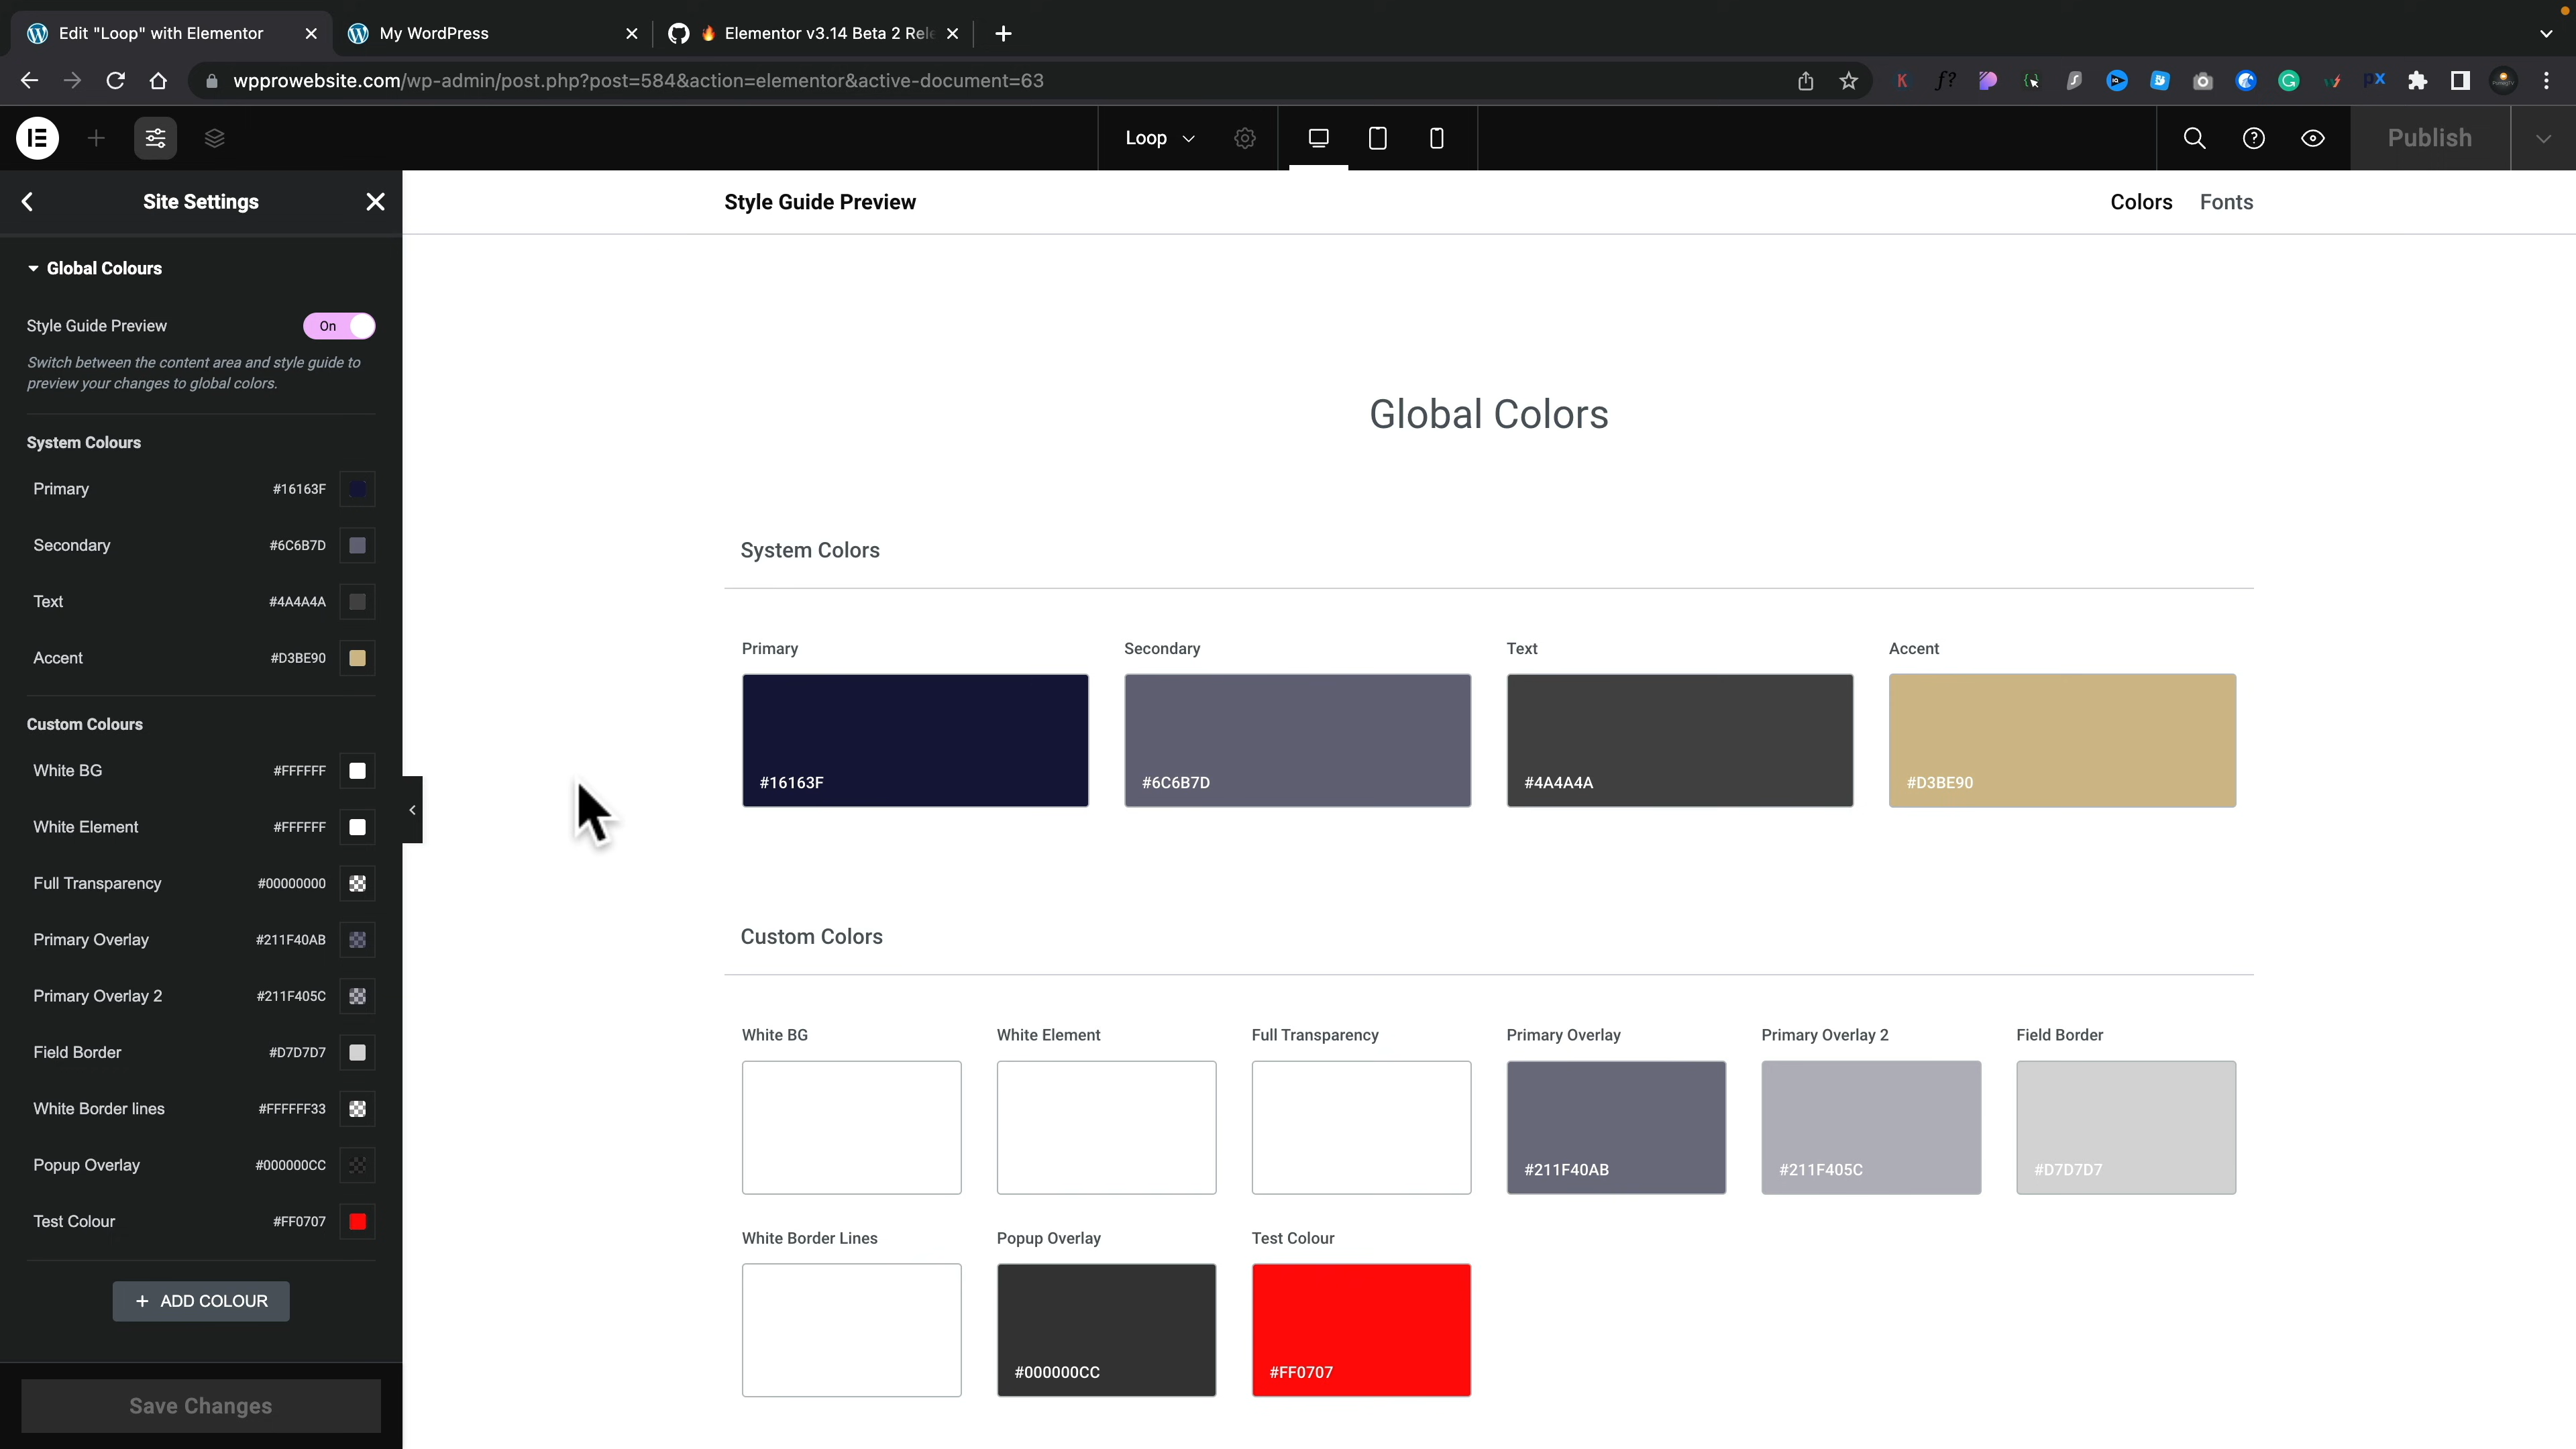 Edit "Loop" with Elementor
My WordPress
Elementor v3.14 Beta 2 Rele
wpprowebsite.com/wp-admin/post.php?post=584&action=elementor&active-document=63
Loop
Publish
Site Settings
Style Guide Preview
Colors Fonts
Global Colours
Style Guide Preview On
Switch between the content area and style guide to
preview your changes to global colors.
System Colours
Primary #16163F
Secondary #6C6B7D
Text #4A4A4A
Accent #D3BE90
Custom Colours
White BG #FFFFFF
White Element #FFFFFF
Full Transparency #00000000
Primary Overlay #211F40AB
Primary Overlay 2 #211F405C
Field Border #D7D7D7
White Border lines #FFFFFF33
Popup Overlay #000000CC
Test Colour #FF0707
+ ADD COLOUR
Save Changes
Global Colors
System Colors
Primary Secondary Text Accent
#16163F #6C6B7D #4A4A4A #D3BE90
Custom Colors
White BG White Element Full Transparency Primary Overlay Primary Overlay 2 Field Border
#211F40AB #211F405C #D7D7D7
White Border Lines Popup Overlay Test Colour
#000000CC #FF0707